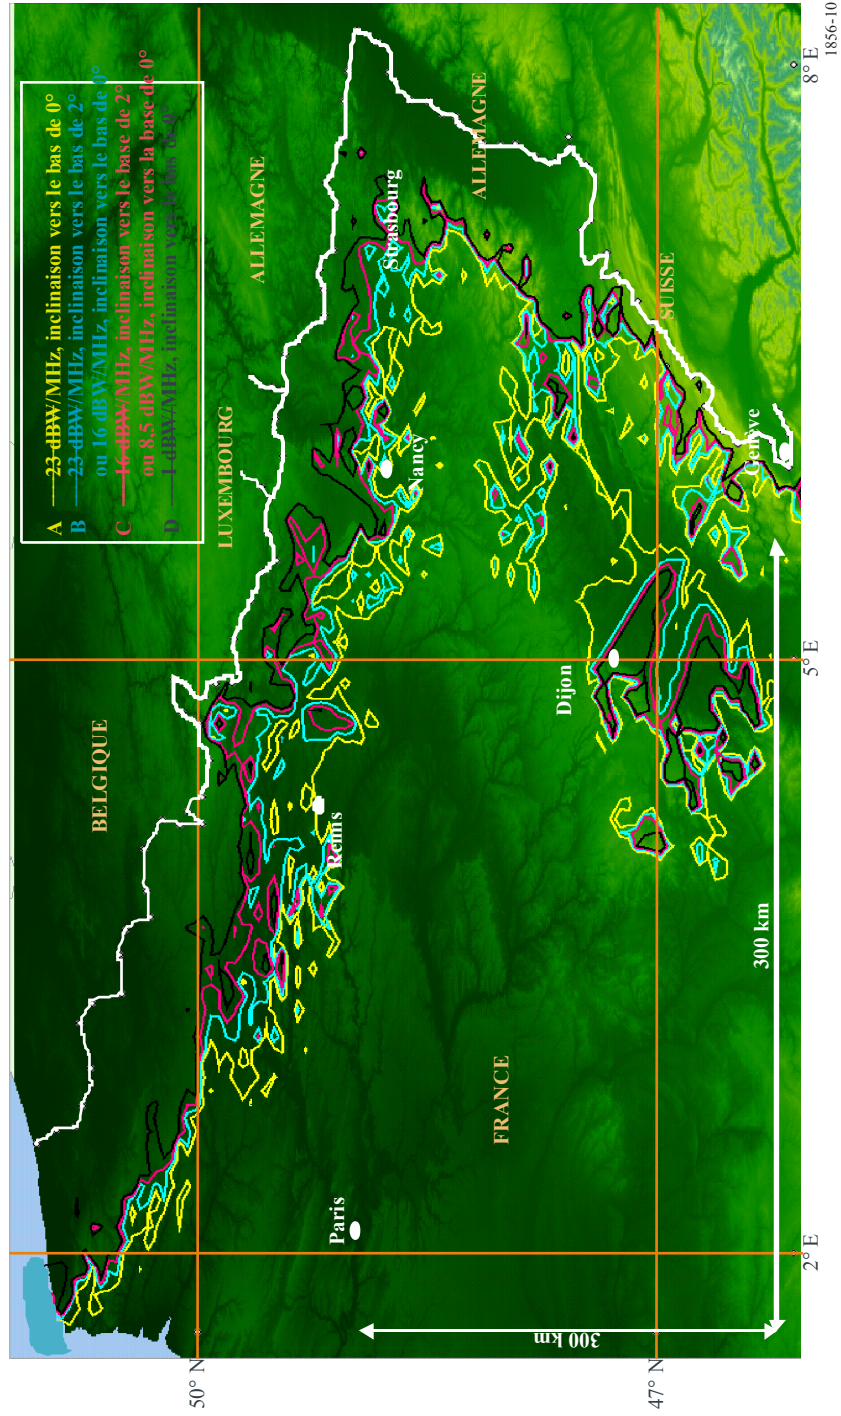 A 23 dBW/MHz, inclinaison vers le bas de 0°
B 23 dBW/MHz, inclinaison vers le bas de 2°
ou 16 dBW/MHz, inclinaison vers le bas de 0°
C 16 dBW/MHz, inclinaison vers le base de 2°
ou 8,5 dBW/MHz, inclinaison vers la base de 0°
D 1 dBW/MHz, inclinaison vers le bas de 0°
BELGIQUE
LUXEMBOURG
ALLEMAGNE
ALLEMAGNE
SUISSE
FRANCE
Strasbourg
Nancy
Reims
Paris
Dijon
Genève
300 km
300 km
50° N
47° N
2° E
5° E
8° E
1856-10